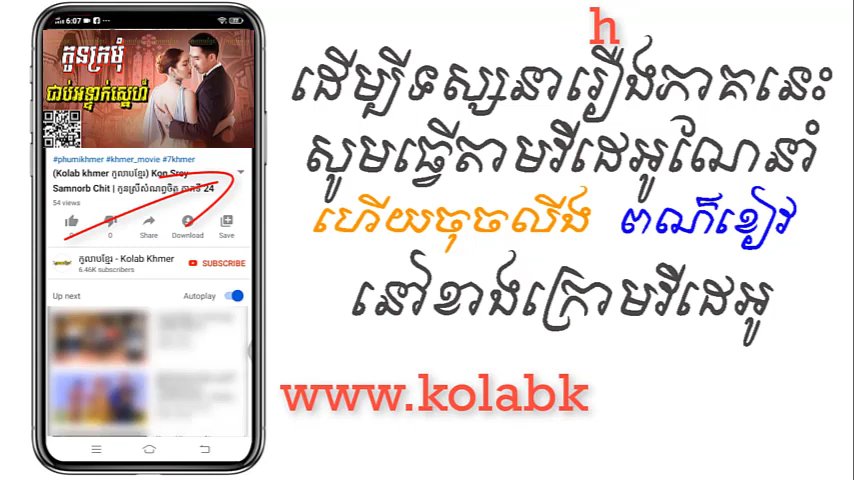 6:07
កូនក្រមុំ
ជាប់អន្ទាក់ស្នេហ៍
#phumikhmer #khmer_movie #7khmer
(Kolab khmer កូលាបខ្មែរ) Kon Srey
Samnorb Chit | កូនស្រីសំណព្វចិត្ត ភាគទី 24
54 views
Share
Download
Save
កូលាបខ្មែរ - Kolab Khmer
6.46K subscribers
SUBSCRIBE
Up next
Autoplay
h
ដើម្បីទស្សនារឿងភាគនេះ
សូមធ្វើតាមវីដេអូណែនាំ
ហើយចុចលីង ពណ៌ខៀវ
នៅខាងក្រោមវីដេអូ
www.kolabk